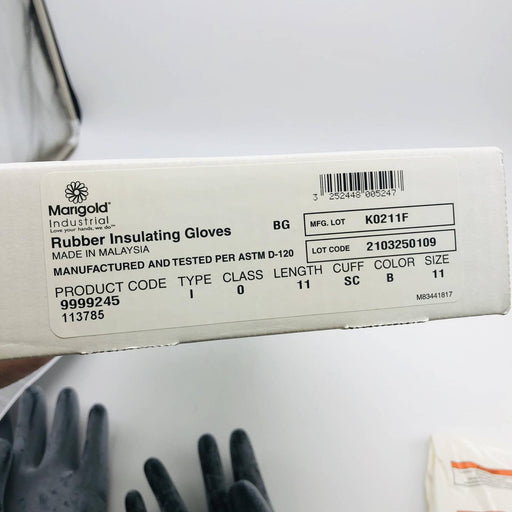 Marigold®
Industrial
Love your hands, we do™
Rubber Insulating Gloves
MADE IN MALAYSIA
MANUFACTURED AND TESTED PER ASTM D-120
BG
3 252448 005247
MFG. LOT K0211F
LOT CODE 2103250109
PRODUCT CODE TYPE CLASS LENGTH CUFF COLOR SIZE
9999245 I 0 11 SC B 11
113785
M83441817